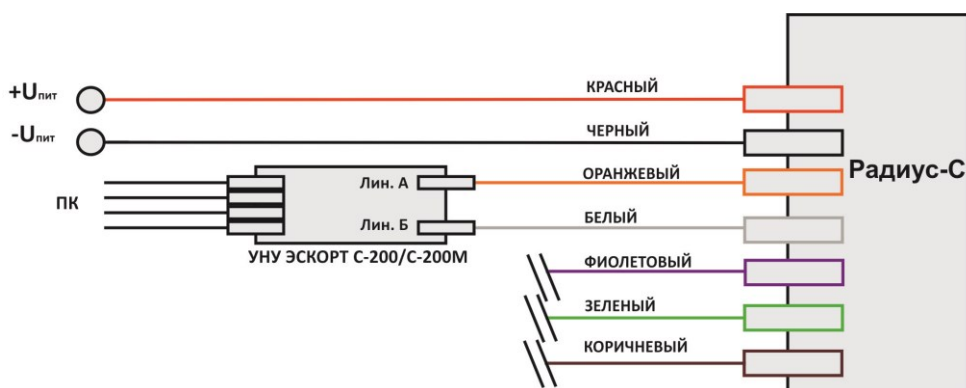 +Uпит
КРАСНЫЙ
-Uпит
ЧЕРНЫЙ
Радиус-С
Лин. А
ОРАНЖЕВЫЙ
ПК
Лин. Б
БЕЛЫЙ
УНУ ЭСКОРТ С-200/С-200М
ФИОЛЕТОВЫЙ
ЗЕЛЕНЫЙ
КОРИЧНЕВЫЙ